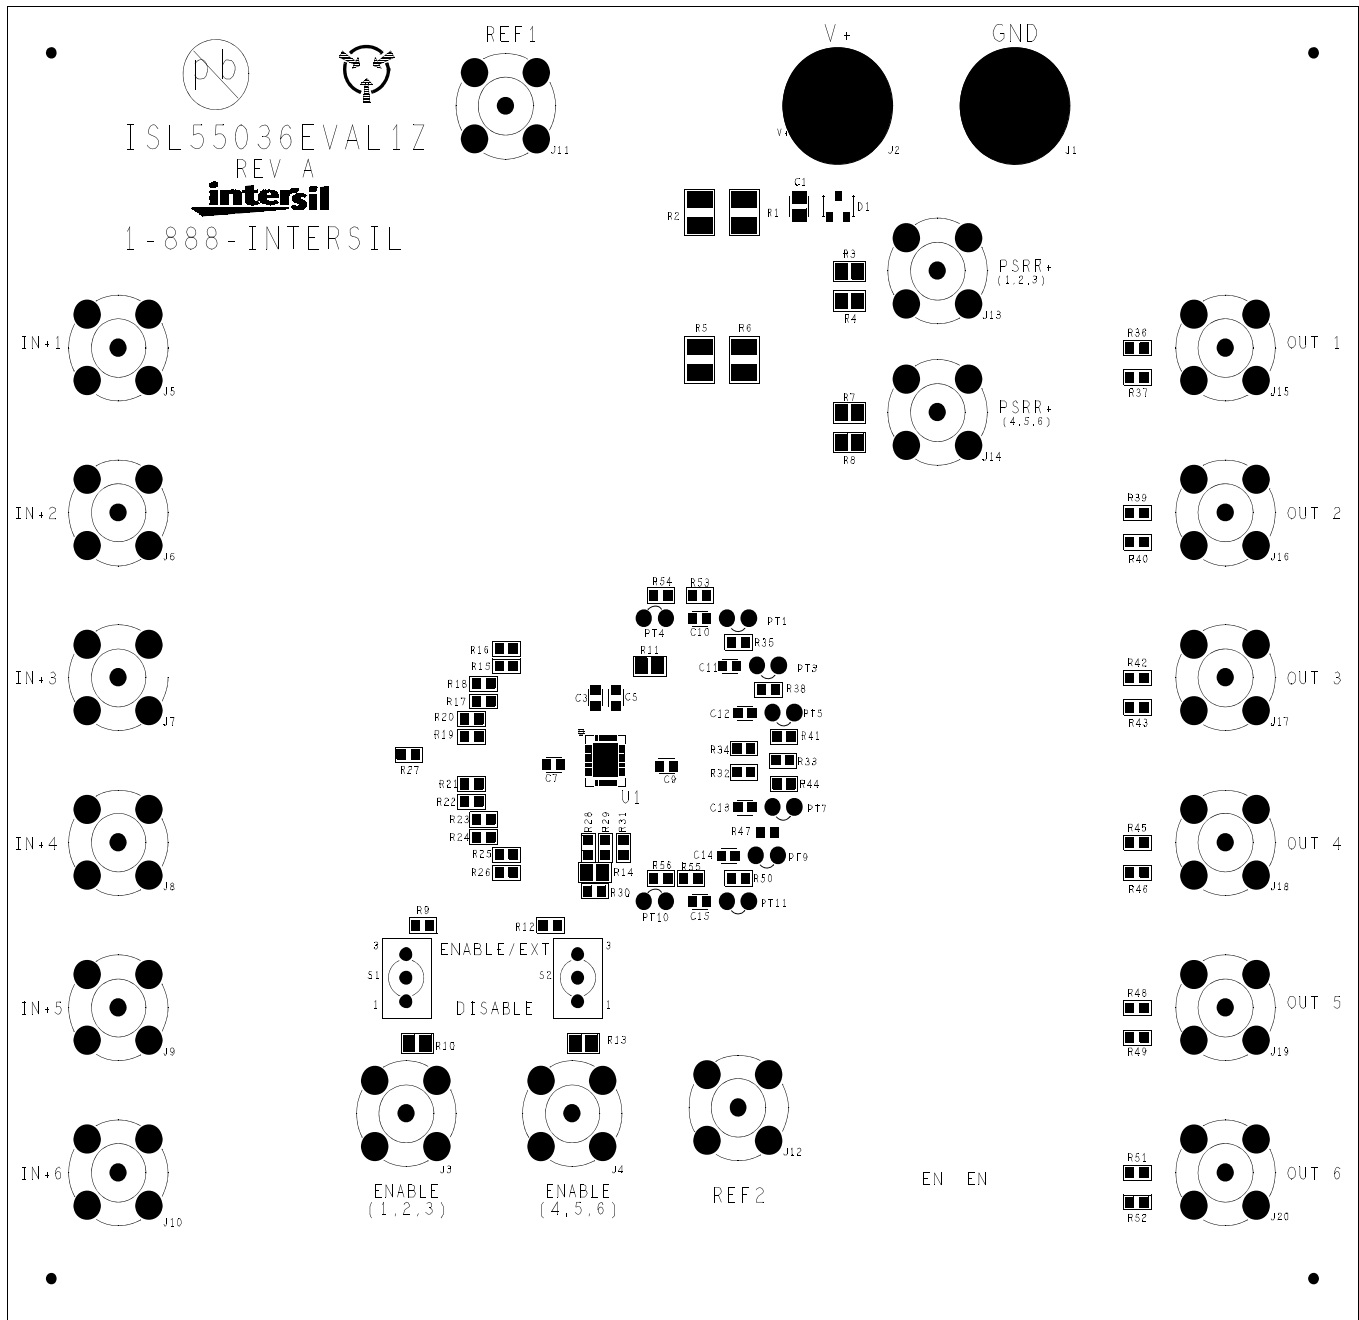 REF1
V+
GND
pb
J11
V+
J2
J1
ISL55036EVAL1Z
REV A
intersil
1-888-INTERSIL
R2
R1
C1
D1
R3
R4
PSRR+
(1,2,3)
J13
R5
R6
R7
R8
PSRR+
(4,5,6)
J14
IN+1
J5
IN+2
J6
IN+3
J7
IN+4
J8
IN+5
J9
IN+6
J10
R36
R37
OUT 1
J15
R39
R40
OUT 2
J16
R42
R43
OUT 3
J17
R45
R46
OUT 4
J18
R48
R49
OUT 5
J19
R51
R52
OUT 6
J20
R54
R53
PT4
C10
PT1
R35
R11
C11
PT3
R38
R16
R15
R18
R17
R20
R19
R27
R21
R22
R23
R24
R25
R26
C3
C5
C7
C9
U1
C12
PT5
R41
R34
R33
R32
R44
C13
PT7
R47
C14
PT9
R28
R29
R31
R14
R30
R56
R55
R50
PT10
C15
PT11
R9
R12
3
ENABLE/EXT
3
S1
S2
1
DISABLE
1
R10
R13
J3
J4
J12
ENABLE
(1,2,3)
ENABLE
(4,5,6)
REF2
EN EN